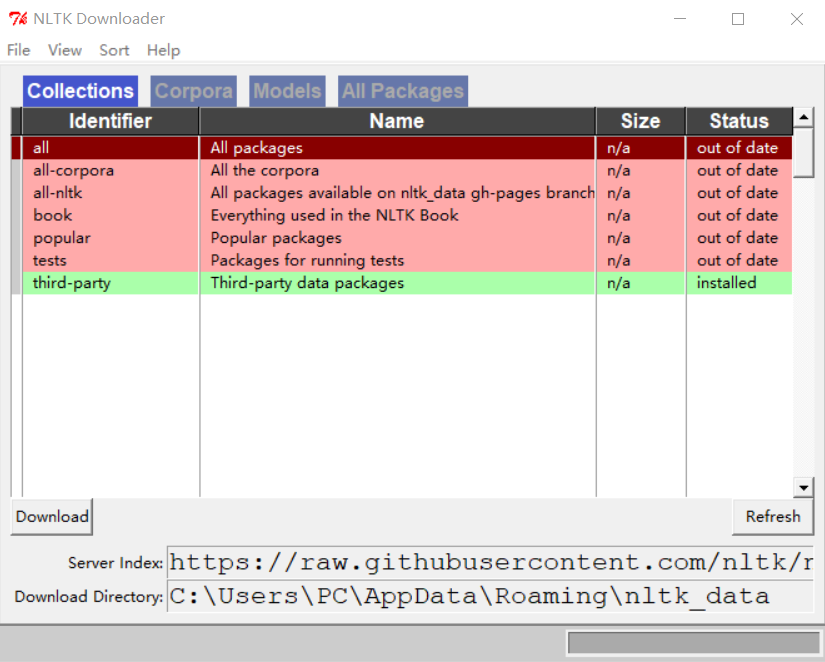 NLTK Downloader
File View Sort Help
Collections Corpora Models All Packages
Identifier Name Size Status
all All packages n/a out of date
all-corpora All the corpora n/a out of date
all-nltk All packages available on nltk_data gh-pages branch n/a out of date
book Everything used in the NLTK Book n/a out of date
popular Popular packages n/a out of date
tests Packages for running tests n/a out of date
third-party Third-party data packages n/a installed
Download Refresh
Server Index: https://raw.githubusercontent.com/nltk/
Download Directory: C:\Users\PC\AppData\Roaming\nltk_data